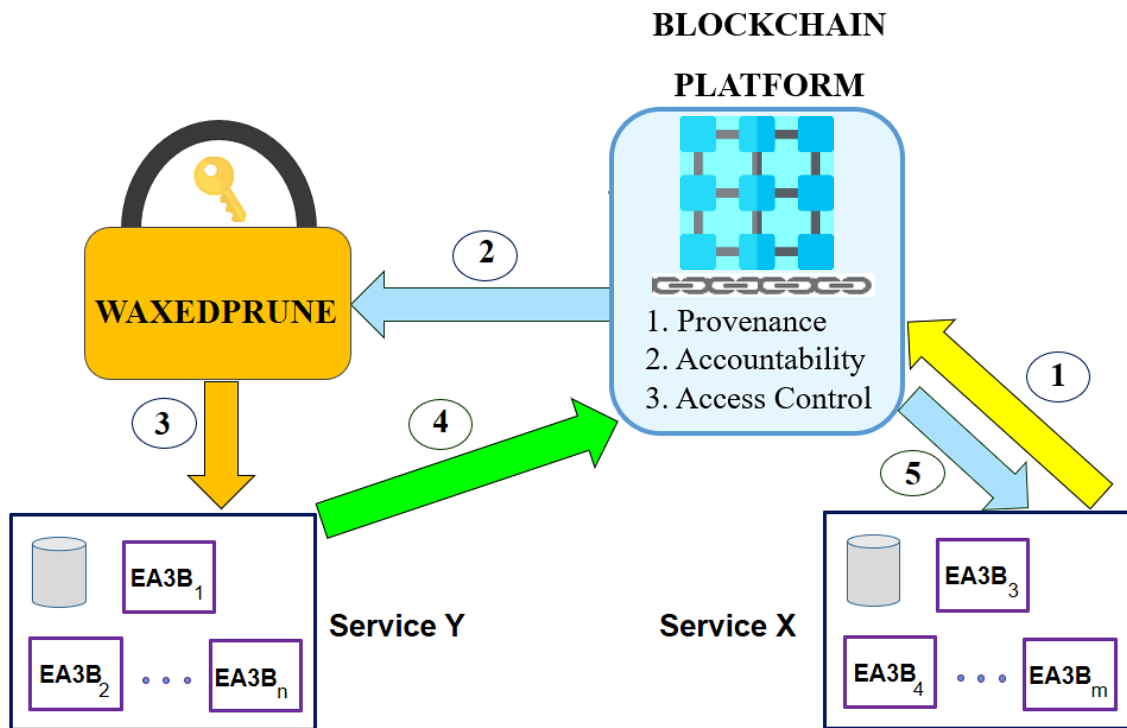 BLOCKCHAIN
PLATFORM
2
WAXEDPRUNE
1. Provenance
2. Accountability
3. Access Control
1
3
4
5
EA3B1
EA3B3
Service Y
Service X
EA3B2 • • • EA3Bn
EA3B4 • • • EA3Bm